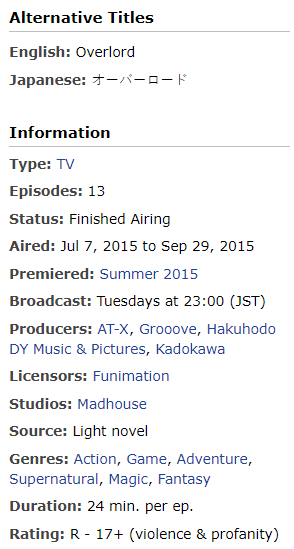 Alternative Titles
English: Overlord
Japanese: オーバーロード
Information
Type: TV
Episodes: 13
Status: Finished Airing
Aired: Jul 7, 2015 to Sep 29, 2015
Premiered: Summer 2015
Broadcast: Tuesdays at 23:00 (JST)
Producers: AT-X, Grooove, Hakuhodo
DY Music & Pictures, Kadokawa
Licensors: Funimation
Studios: Madhouse
Source: Light novel
Genres: Action, Game, Adventure,
Supernatural, Magic, Fantasy
Duration: 24 min. per ep.
Rating: R - 17+ (violence & profanity)